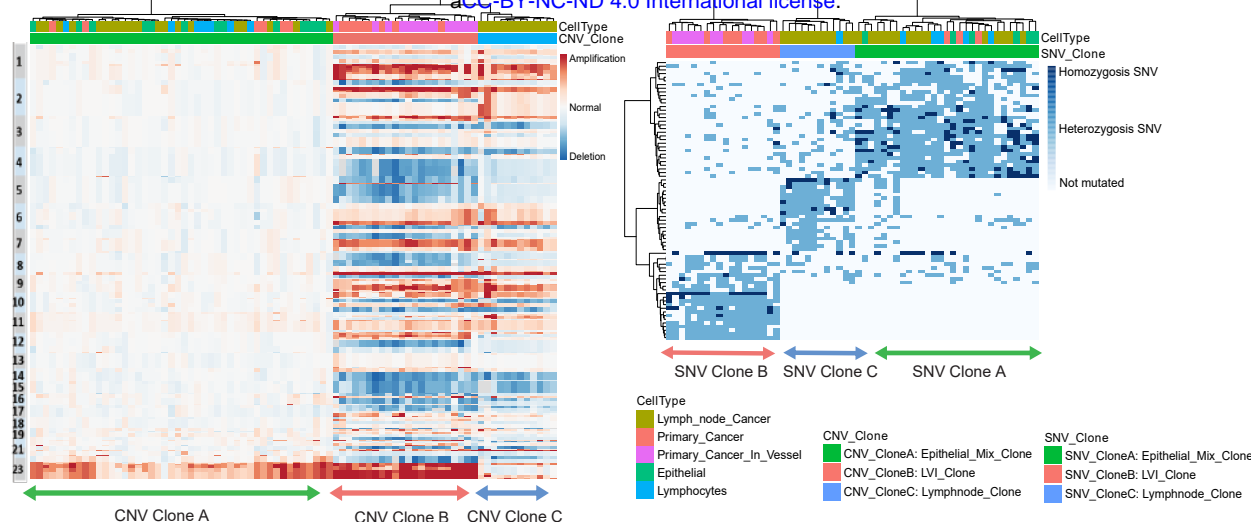 aCC-BY-NC-ND 4.0 International license.
CellType
CNV_Clone
Amplification
Normal
Deletion
1
2
3
4
5
6
7
8
9
10
11
12
13
14
15
16
17
18
19
21
23
CNV Clone A
CNV Clone B
CNV Clone C
CellType
SNV_Clone
Homozygosis SNV
Heterozygosis SNV
Not mutated
SNV Clone B
SNV Clone C
SNV Clone A
CellType
Lymph_node_Cancer
Primary_Cancer
Primary_Cancer_In_Vessel
Epithelial
Lymphocytes
CNV_Clone
CNV_CloneA: Epithelial_Mix_Clone
CNV_CloneB: LVI_Clone
CNV_CloneC: Lymphnode_Clone
SNV_Clone
SNV_CloneA: Epithelial_Mix_Clone
SNV_CloneB: LVI_Clone
SNV_CloneC: Lymphnode_Clone